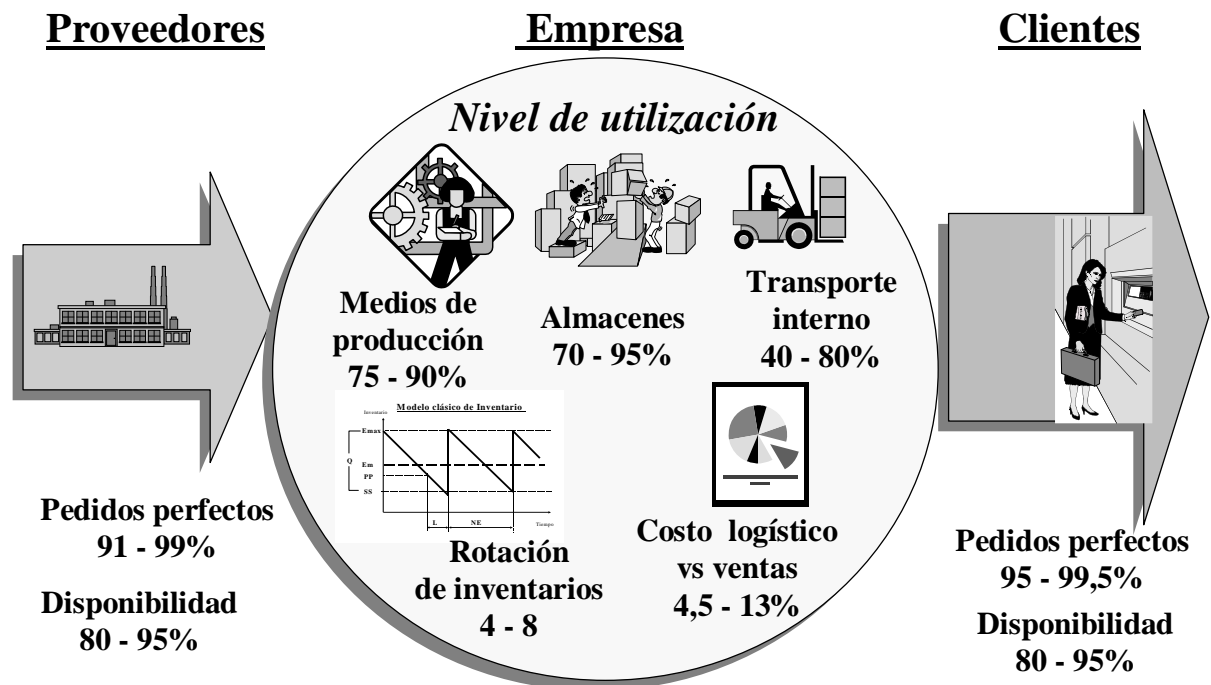 Proveedores
Empresa
Clientes
Nivel de utilización
Medios de
producción
75 - 90%
Almacenes
70 - 95%
Transporte
interno
40 - 80%
Modelo clásico de Inventario
Inventario
Emax
Q
Em
PP
SS
L
NE
Tiempo
Rotación
de inventarios
4 - 8
Costo logístico
vs ventas
4,5 - 13%
Pedidos perfectos
91 - 99%
Disponibilidad
80 - 95%
Pedidos perfectos
95 - 99,5%
Disponibilidad
80 - 95%